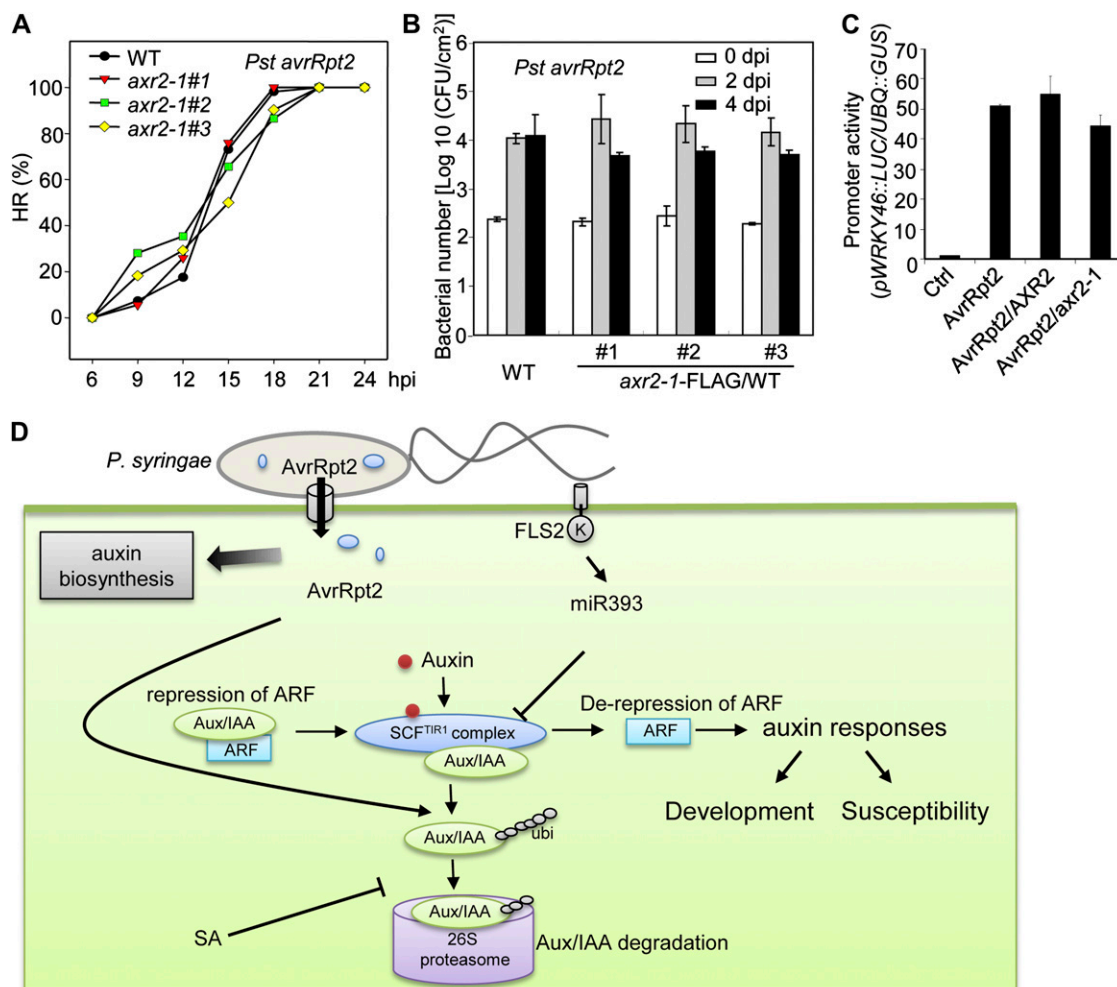 A
WT
axr2-1#1
axr2-1#2
axr2-1#3
Pst avrRpt2
HR (%)
100
80
60
40
20
0
6 9 12 15 18 21 24 hpi
B
Pst avrRpt2
0 dpi
2 dpi
4 dpi
Bacterial number [Log 10 (CFU/cm²)]
6
5
4
3
2
1
0
WT
#1 #2 #3
axr2-1-FLAG/WT
C
Promoter activity
(pWRKY46::LUC/UBQ::GUS)
70
60
50
40
30
20
10
0
Ctrl
AvrRpt2
AvrRpt2/AXR2
AvrRpt2/axr2-1
D
P. syringae
AvrRpt2
FLS2
K
auxin
biosynthesis
AvrRpt2
miR393
Auxin
repression of ARF
Aux/IAA
ARF
SCFTIR1 complex
Aux/IAA
De-repression of ARF
ARF
auxin responses
Development
Susceptibility
Aux/IAA
ubi
SA
Aux/IAA
26S
proteasome
Aux/IAA degradation